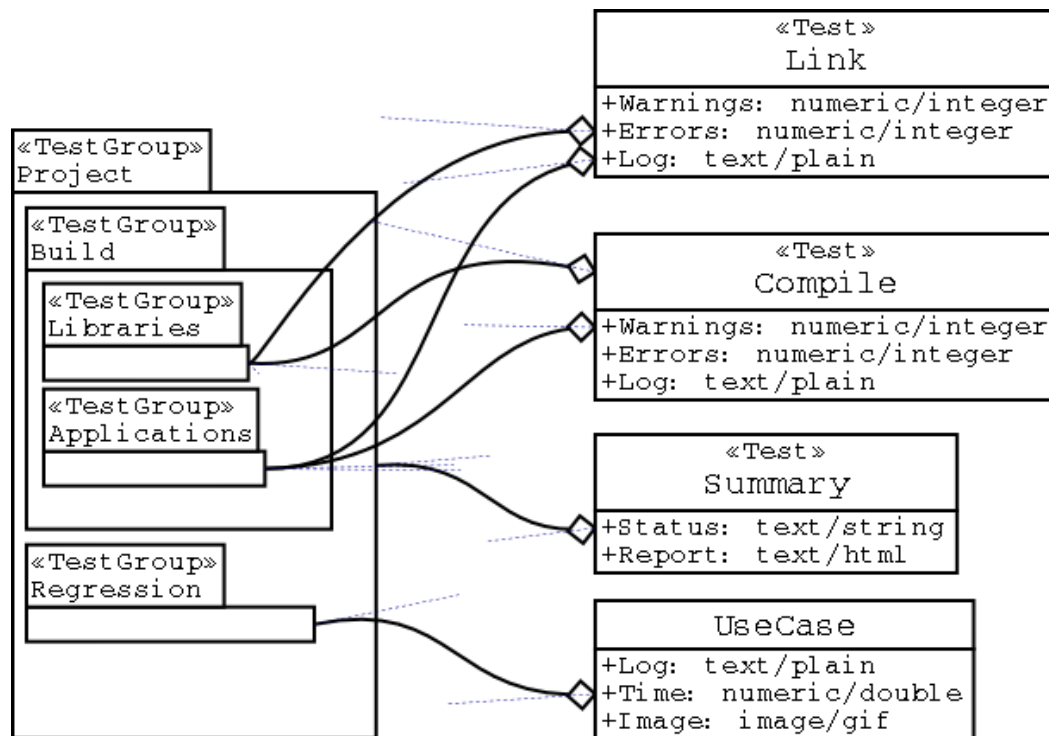 «TestGroup»
Project
«TestGroup»
Build
«TestGroup»
Libraries
«TestGroup»
Applications
«TestGroup»
Regression
«Test»
Link
+Warnings: numeric/integer
+Errors: numeric/integer
+Log: text/plain
«Test»
Compile
+Warnings: numeric/integer
+Errors: numeric/integer
+Log: text/plain
«Test»
Summary
+Status: text/string
+Report: text/html
UseCase
+Log: text/plain
+Time: numeric/double
+Image: image/gif